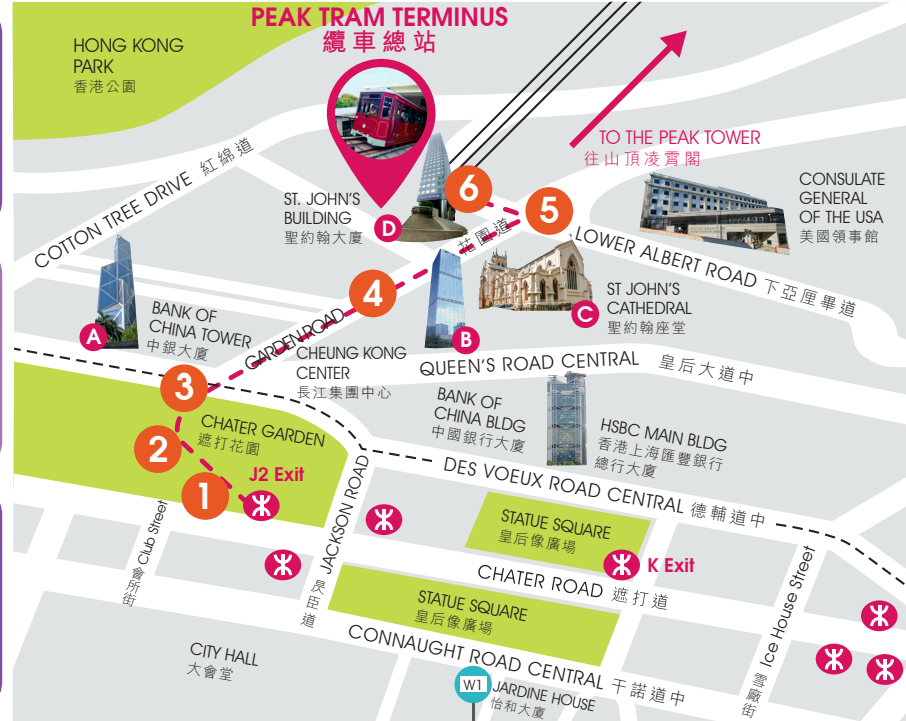 PEAK TRAM TERMINUS
纜車總站
HONG KONG
PARK
香港公園
TO THE PEAK TOWER
往山頂凌霄閣
CONSULATE
GENERAL
OF THE USA
美國領事館
COTTON TREE DRIVE 紅綿道
ST. JOHN'S
BUILDING
聖約翰大廈
D
6
5
花園道
LOWER ALBERT ROAD 下亞厘畢道
4
ST JOHN'S
CATHEDRAL
聖約翰座堂
C
B
A
BANK OF
CHINA TOWER
中銀大廈
GARDEN ROAD
CHEUNG KONG
CENTER
長江集團中心
QUEEN'S ROAD CENTRAL 皇后大道中
3
BANK OF
CHINA BLDG
中國銀行大廈
HSBC MAIN BLDG
香港上海匯豐銀行
總行大廈
CHATER GARDEN
遮打花園
2
J2 Exit
1
DES VOEUX ROAD CENTRAL 德輔道中
JACKSON ROAD
昃臣道
Club Street
會所街
STATUE SQUARE
皇后像廣場
K Exit
CHATER ROAD 遮打道
Ice House Street
雪廠街
STATUE SQUARE
皇后像廣場
CONNAUGHT ROAD CENTRAL 干諾道中
CITY HALL
大會堂
W1
JARDINE HOUSE
怡和大廈